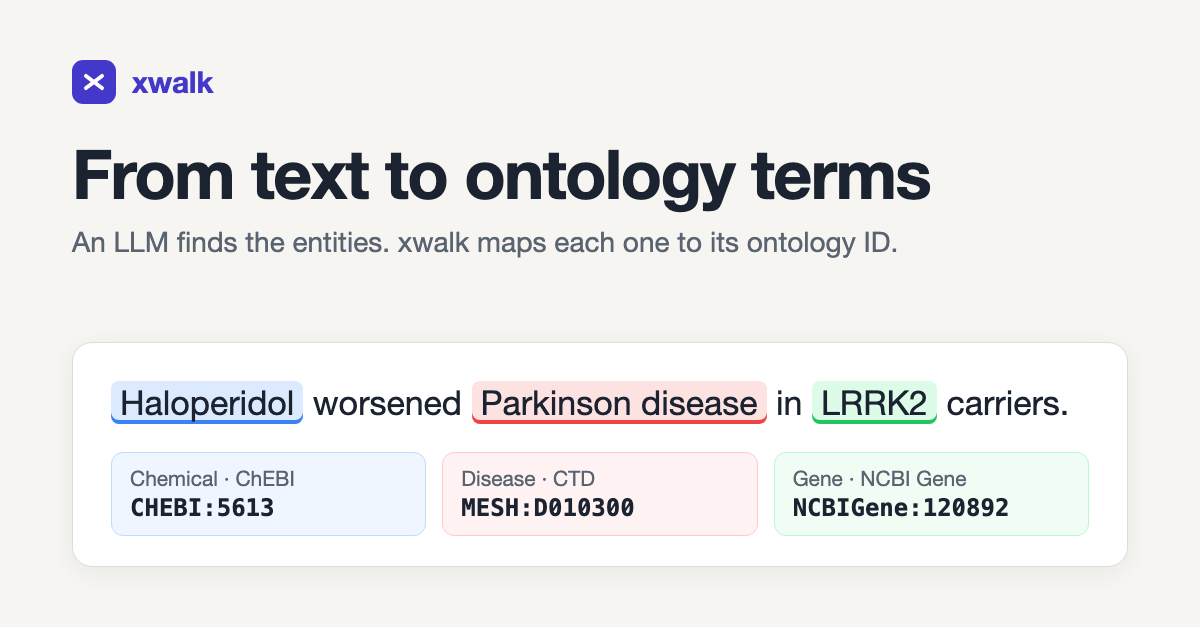 xwalk
From text to ontology terms
An LLM finds the entities. xwalk maps each one to its ontology ID.
Haloperidol worsened Parkinson disease in LRRK2 carriers.
Chemical · ChEBI
CHEBI:5613
Disease · CTD
MESH:D010300
Gene · NCBI Gene
NCBIGene:120892